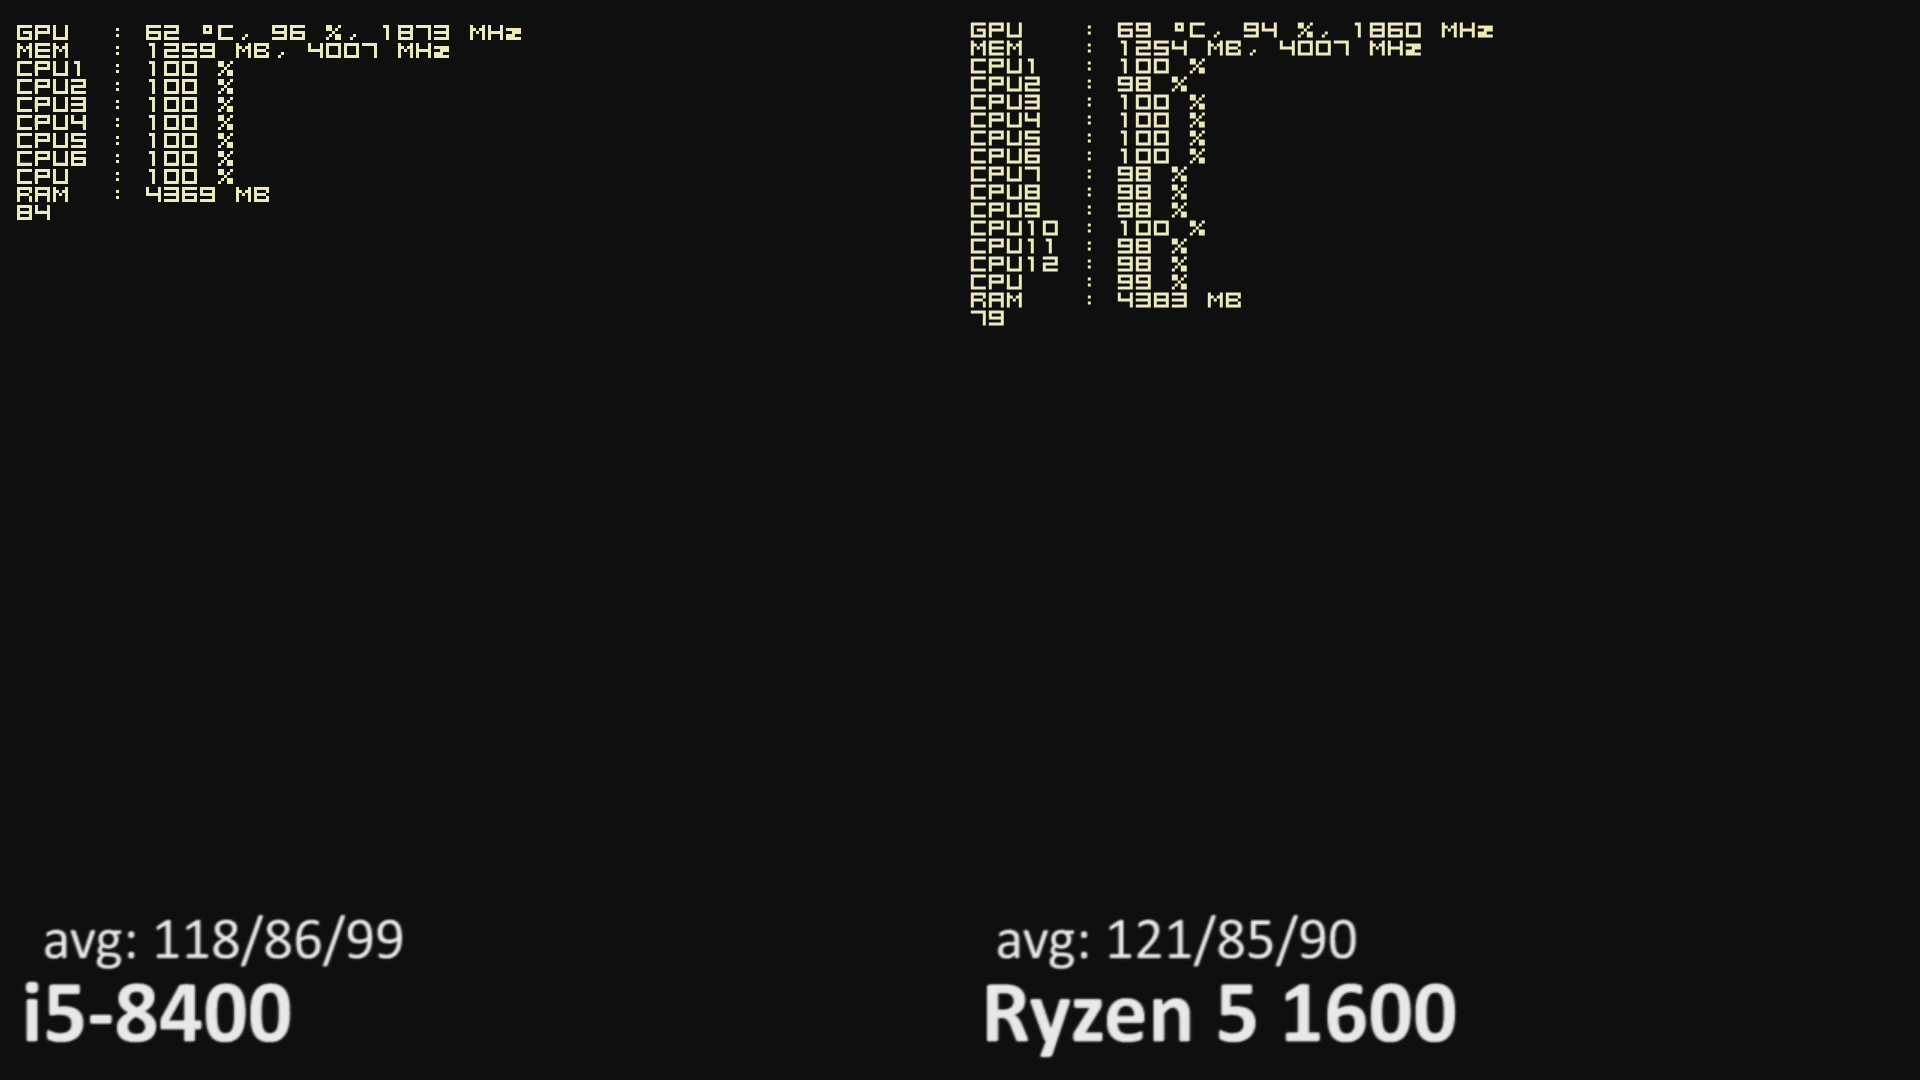 GPU : 62 °C, 96 %, 1873 MHz
MEM : 1259 MB, 4007 MHz
CPU1 : 100 %
CPU2 : 100 %
CPU3 : 100 %
CPU4 : 100 %
CPU5 : 100 %
CPU6 : 100 %
CPU : 100 %
RAM : 4369 MB
84
avg: 118/86/99
i5-8400
GPU : 69 °C, 94 %, 1860 MHz
MEM : 1254 MB, 4007 MHz
CPU1 : 100 %
CPU2 : 98 %
CPU3 : 100 %
CPU4 : 100 %
CPU5 : 100 %
CPU6 : 100 %
CPU7 : 98 %
CPU8 : 98 %
CPU9 : 98 %
CPU10 : 100 %
CPU11 : 98 %
CPU12 : 98 %
CPU : 99 %
RAM : 4383 MB
79
avg: 121/85/90
Ryzen 5 1600